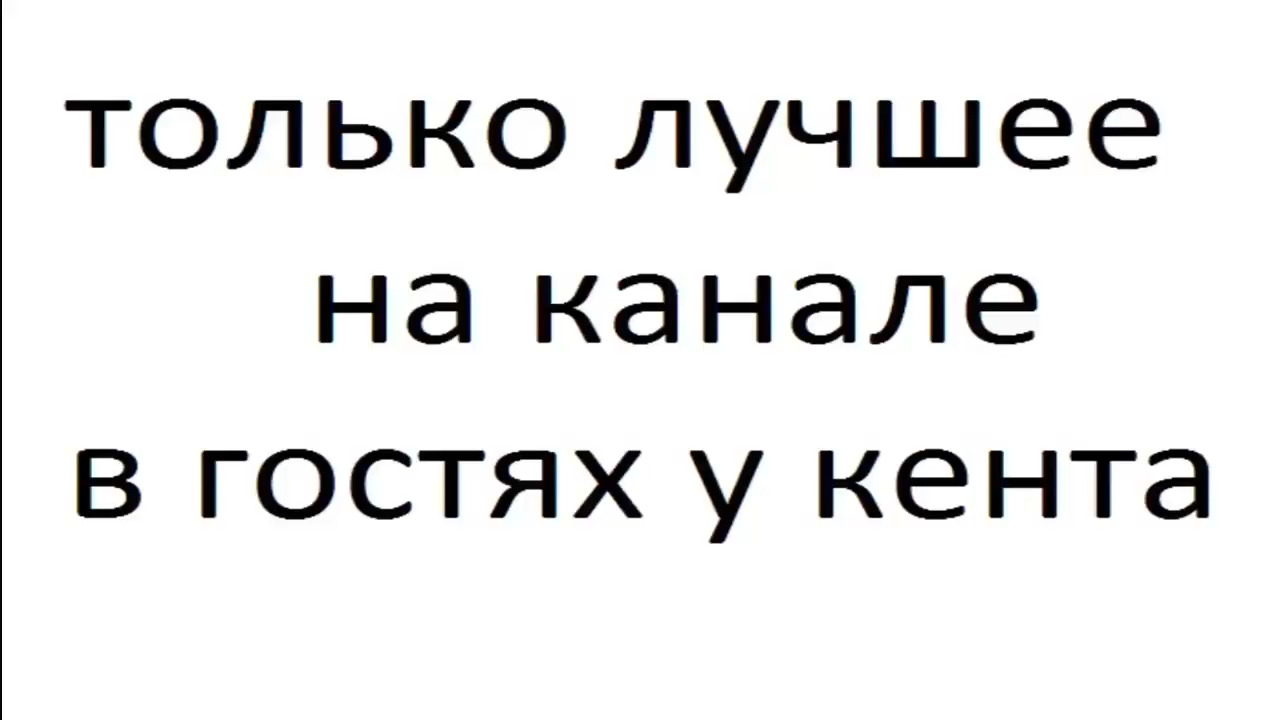 только лучшее
на канале
в гостях у кента